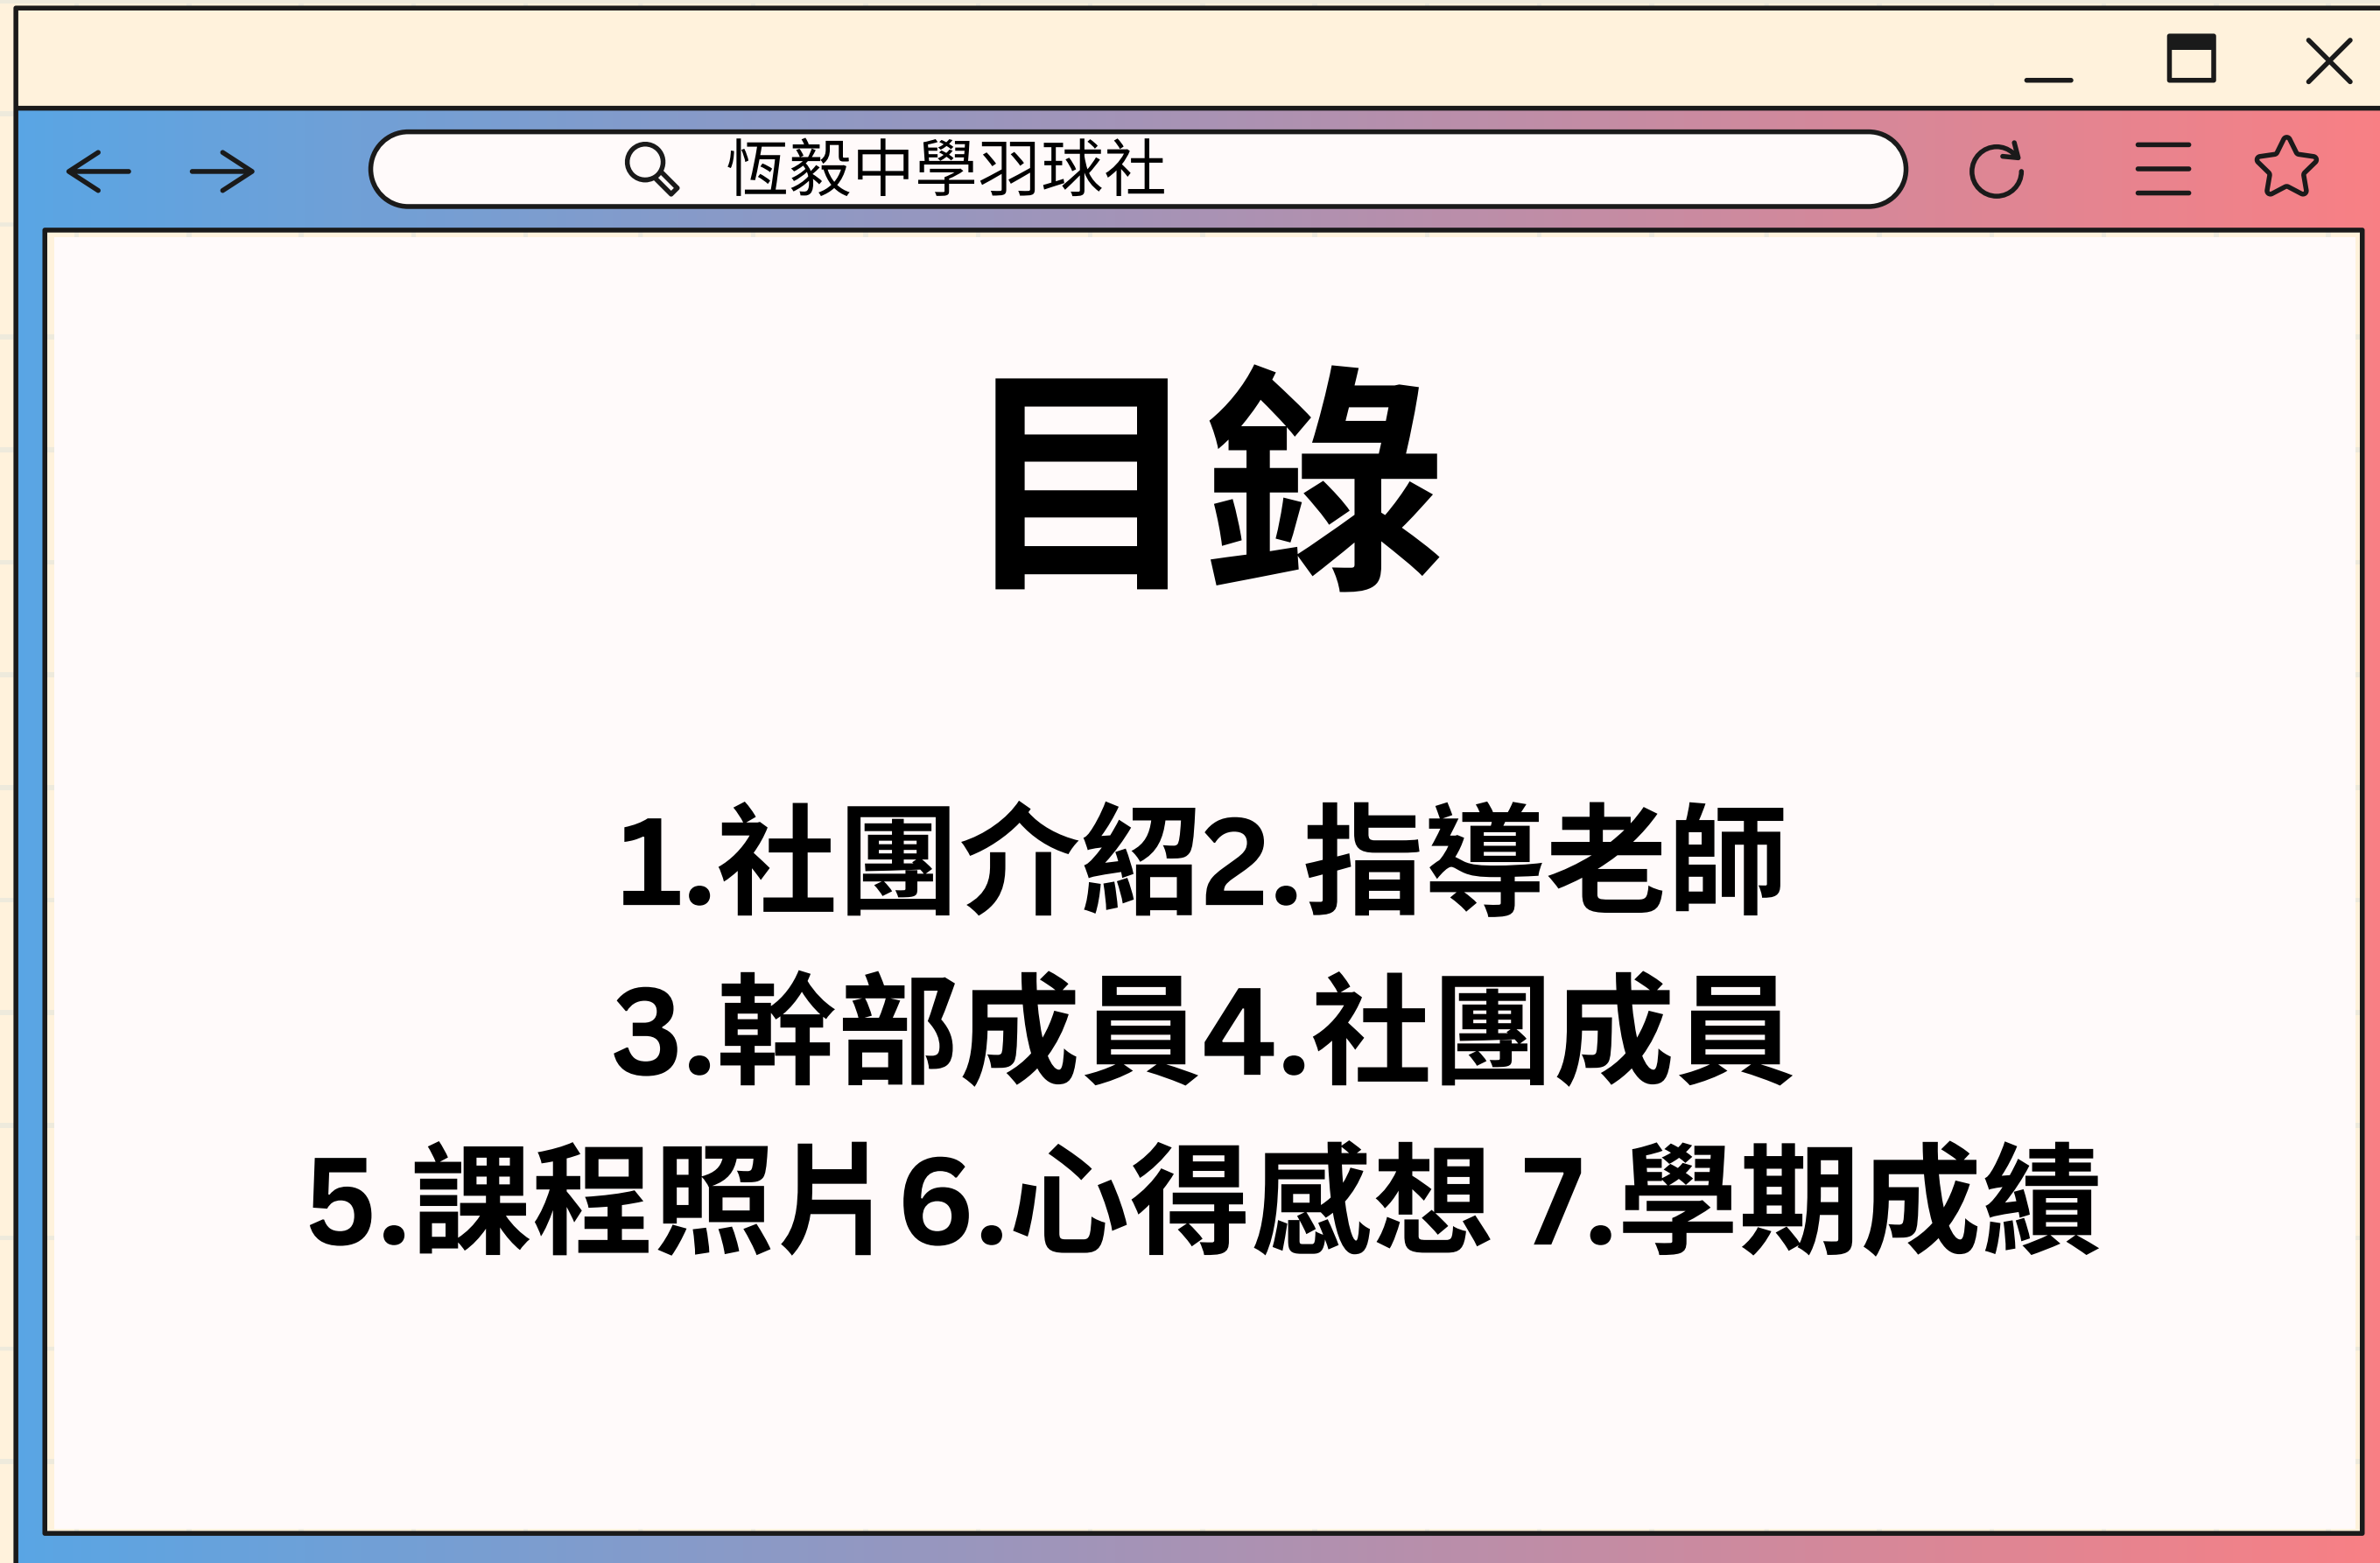 恆毅中學羽球社
目錄
1.社團介紹2.指導老師
3.幹部成員4.社團成員
5.課程照片6.心得感想 7.學期成績